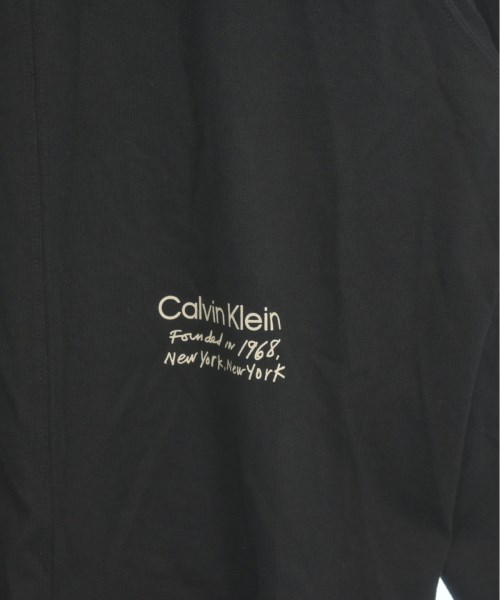 Calvin Klein
Founded in 1968,
New York, New York